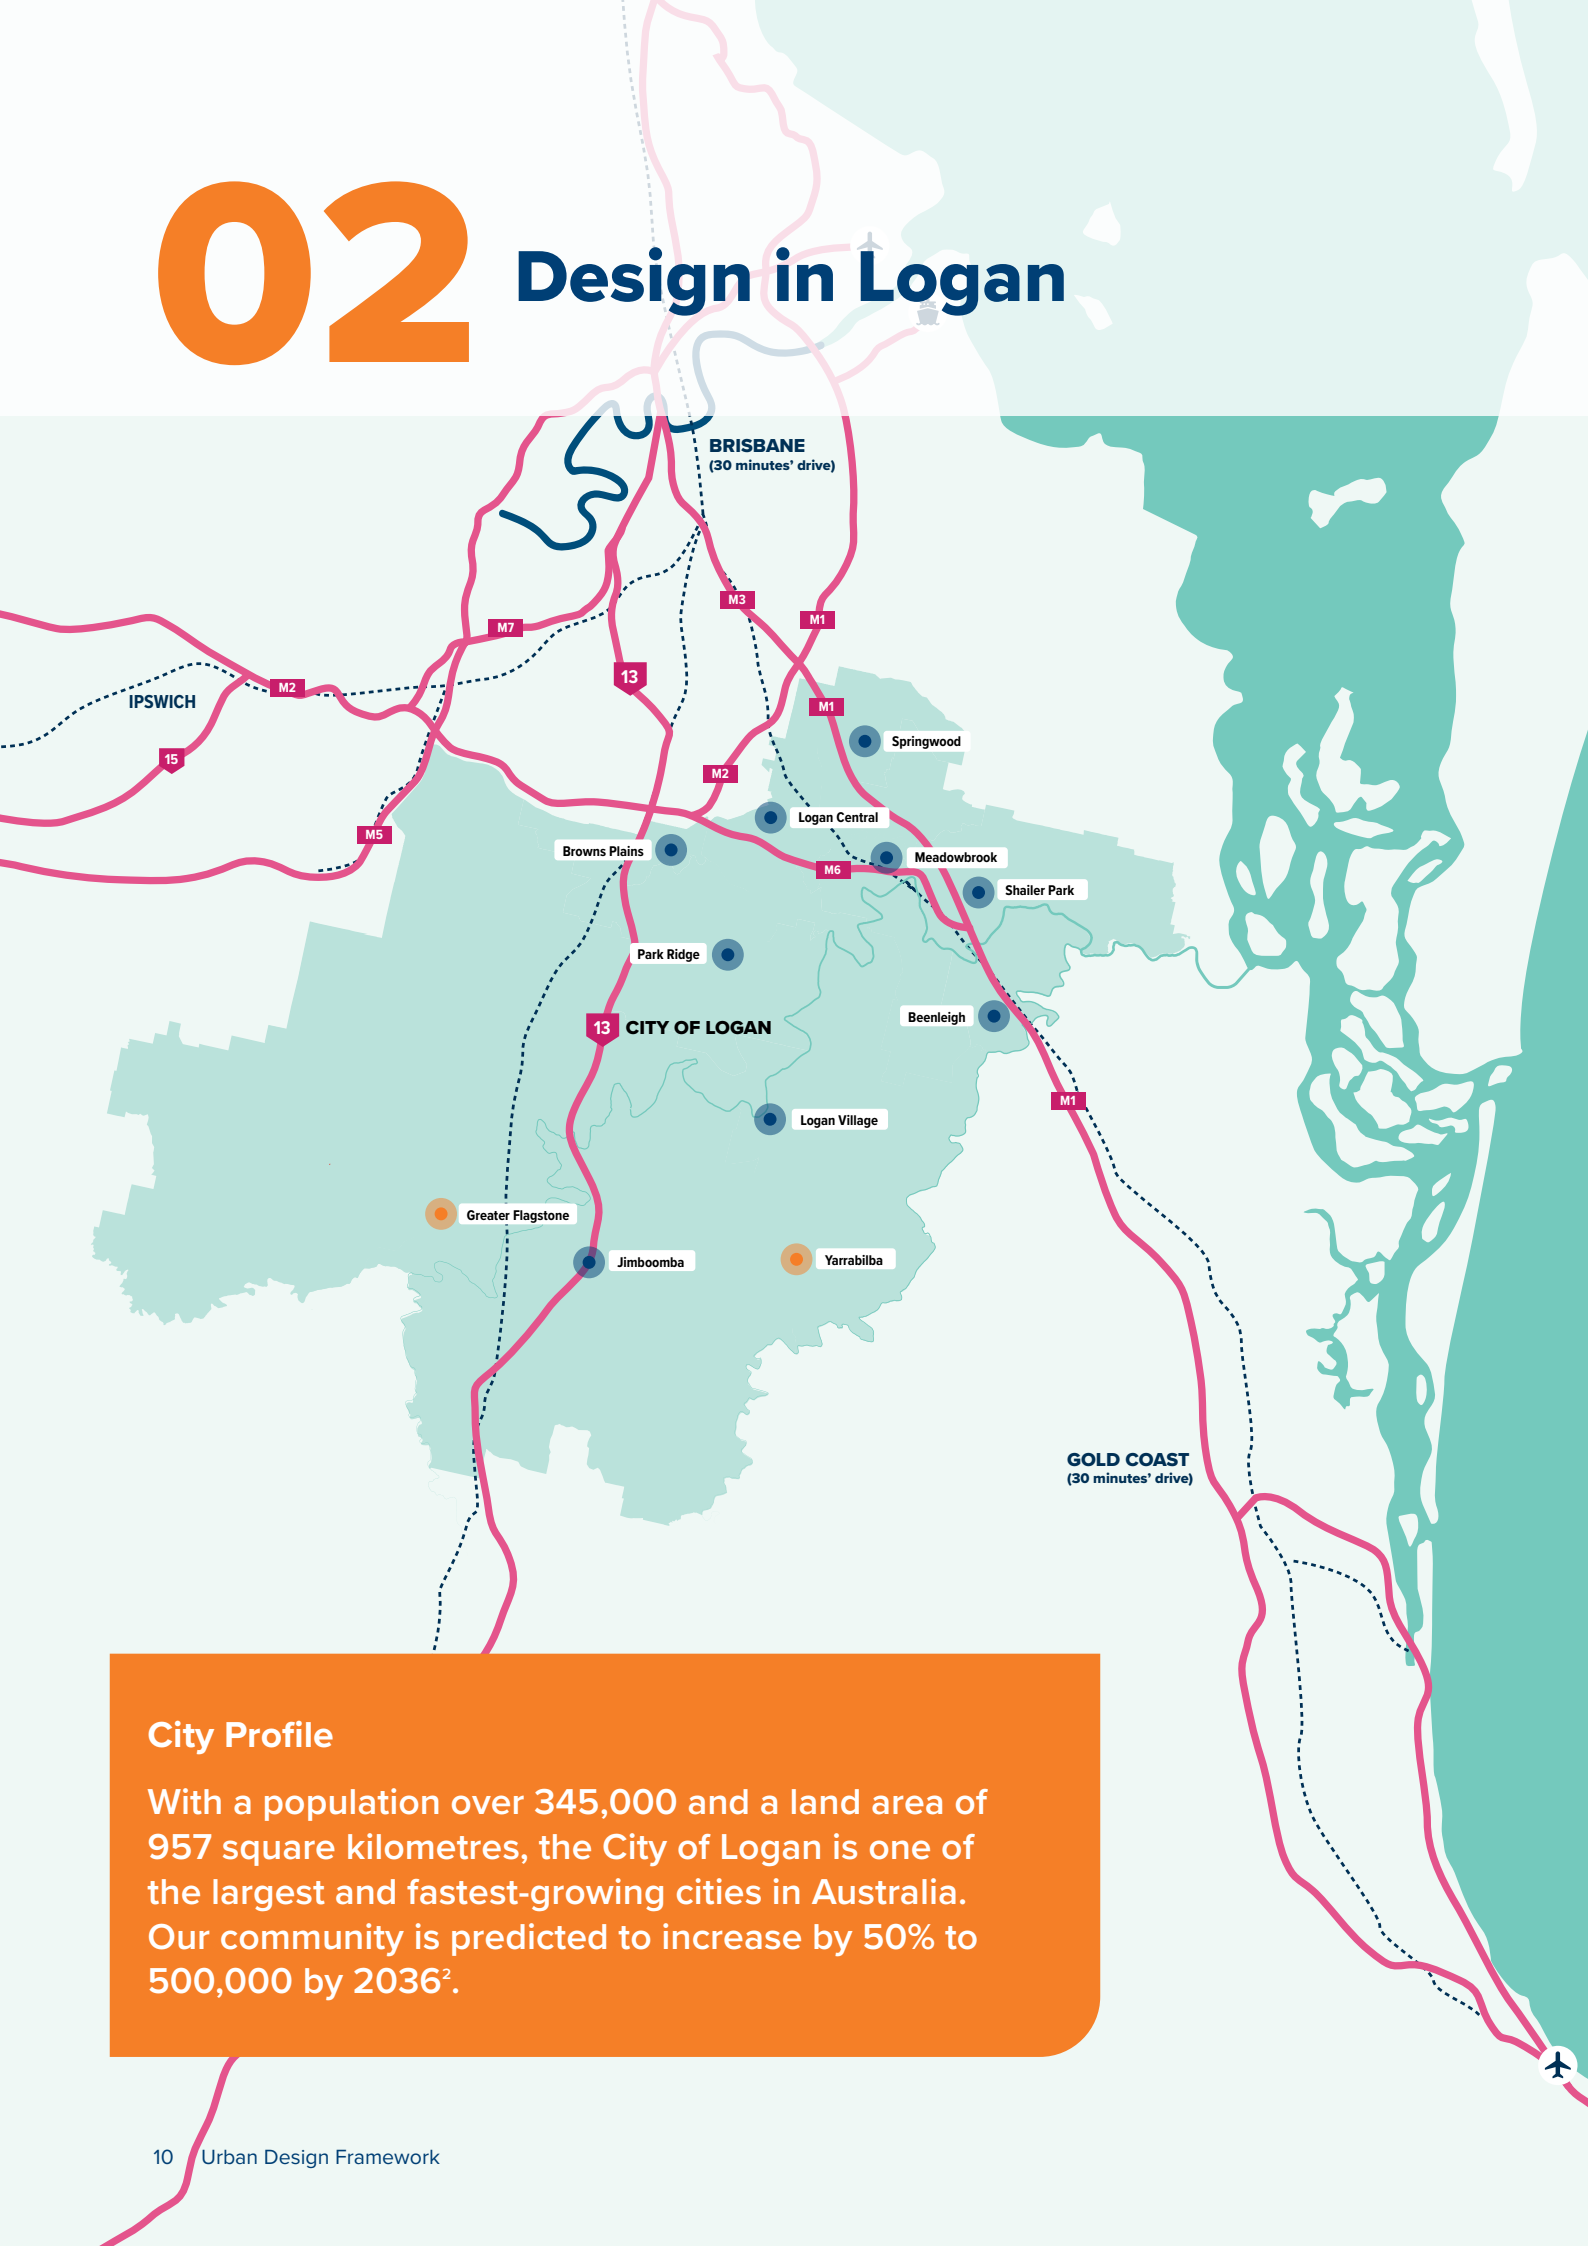 02
Design in Logan
BRISBANE
(30 minutes’ drive)
M3
M1
M7
13
M2
IPSWICH
M1
Springwood
15
M2
Logan Central
M5
Browns Plains
Meadowbrook
M6
Shailer Park
Park Ridge
Beenleigh
13
CITY OF LOGAN
M1
Logan Village
Greater Flagstone
Jimboomba
Yarrabilba
GOLD COAST
(30 minutes’ drive)
City Profile
With a population over 345,000 and a land area of
957 square kilometres, the City of Logan is one of
the largest and fastest-growing cities in Australia.
Our community is predicted to increase by 50% to
500,000 by 2036².
10 Urban Design Framework